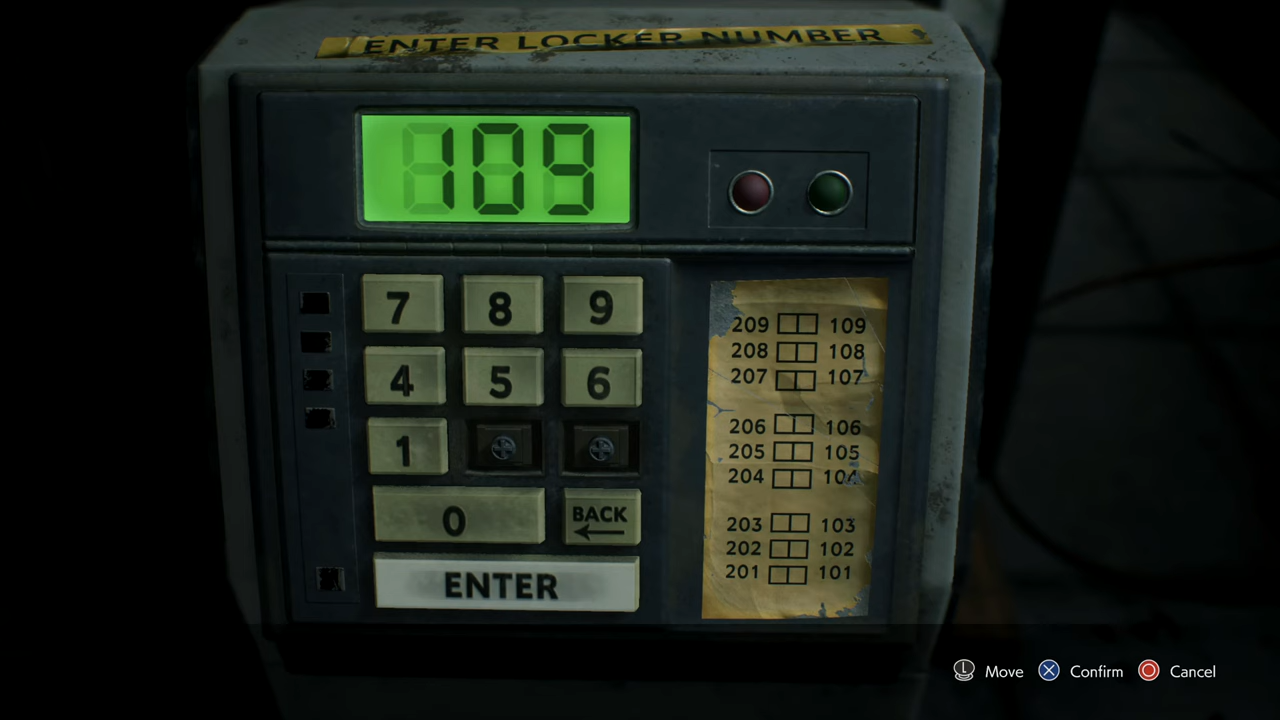 ENTER LOCKER NUMBER
109
7 8 9
4 5 6
1
0 BACK
ENTER
209 109
208 108
207 107
206 106
205 105
204 104
203 103
202 102
201 101
L Move Confirm Cancel